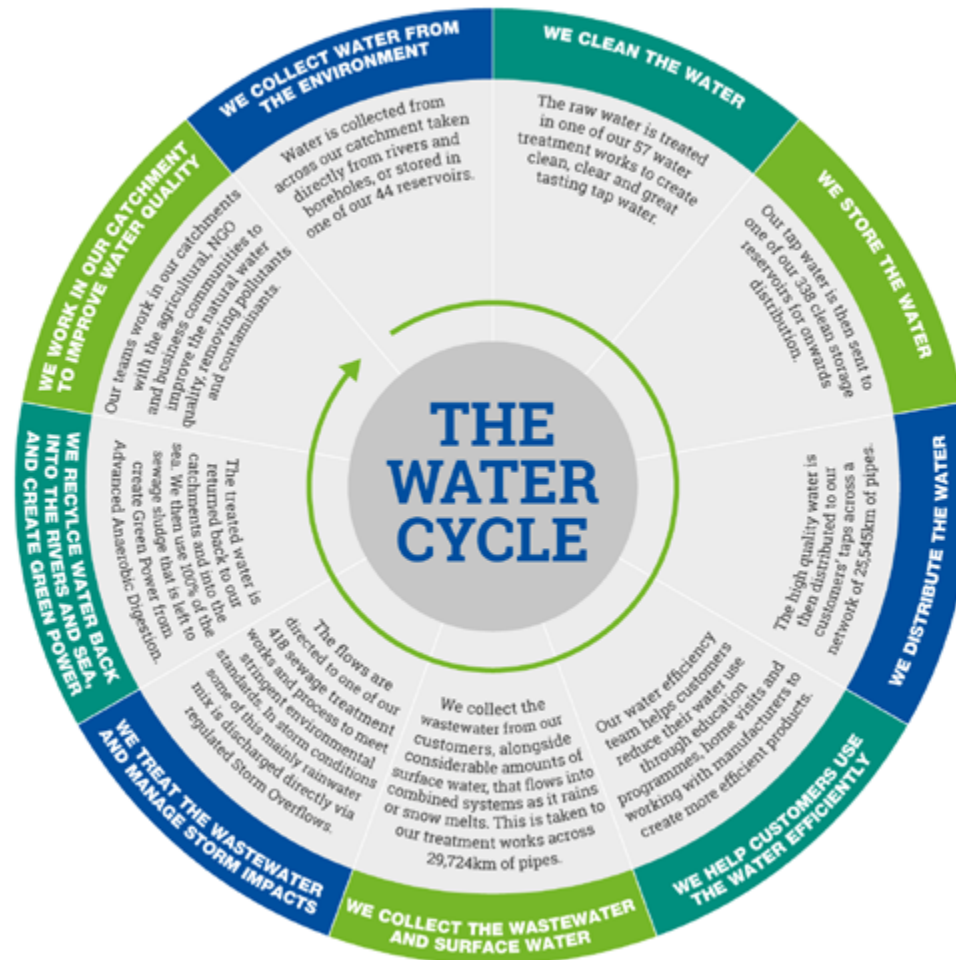 THE
WATER
CYCLE
WE COLLECT WATER FROM
THE ENVIRONMENT
Water is collected from
across our catchment taken
directly from rivers and
boreholes, or stored in
one of our 44 reservoirs.
WE CLEAN THE WATER
The raw water is treated
in one of our 57 water
treatment works to create
clean, clear and great
tasting tap water.
WE STORE THE WATER
Our tap water is then sent to
one of our 338 clean storage
reservoirs for onwards
distribution.
WE DISTRIBUTE THE WATER
The high quality water is
then distributed to our
customers' taps across a
network of 25,545km of pipes.
WE HELP CUSTOMERS USE
THE WATER EFFICIENTLY
Our water efficiency
team helps customers
reduce their water use
through education
programmes, home visits and
working with manufacturers to
create more efficient products.
WE COLLECT THE WASTEWATER
AND SURFACE WATER
We collect the
wastewater from our
customers, alongside
considerable amounts of
surface water, that flows into
combined systems as it rains
or snow melts. This is taken to
our treatment works across
29,724km of pipes.
WE TREAT THE WASTEWATER
AND MANAGE STORM IMPACTS
The flows are
directed to one of our
418 sewage treatment
works and process to meet
stringent environmental
standards. In storm conditions
some of this mainly rainwater
mix is discharged directly via
regulated Storm Overflows.
WE RECYLCE WATER BACK
INTO THE RIVERS AND SEA,
AND CREATE GREEN POWER
The treated water is
returned back to our
catchments and into the
sea. We then use 100% of the
sewage sludge that is left to
create Green Power from
Advanced Anaerobic Digestion.
WE WORK IN OUR CATCHMENT
TO IMPROVE WATER QUALITY
Our teams work in our catchments
with the agricultural, NGO
and business communities to
improve the natural water
quality, removing pollutants
and contaminants.